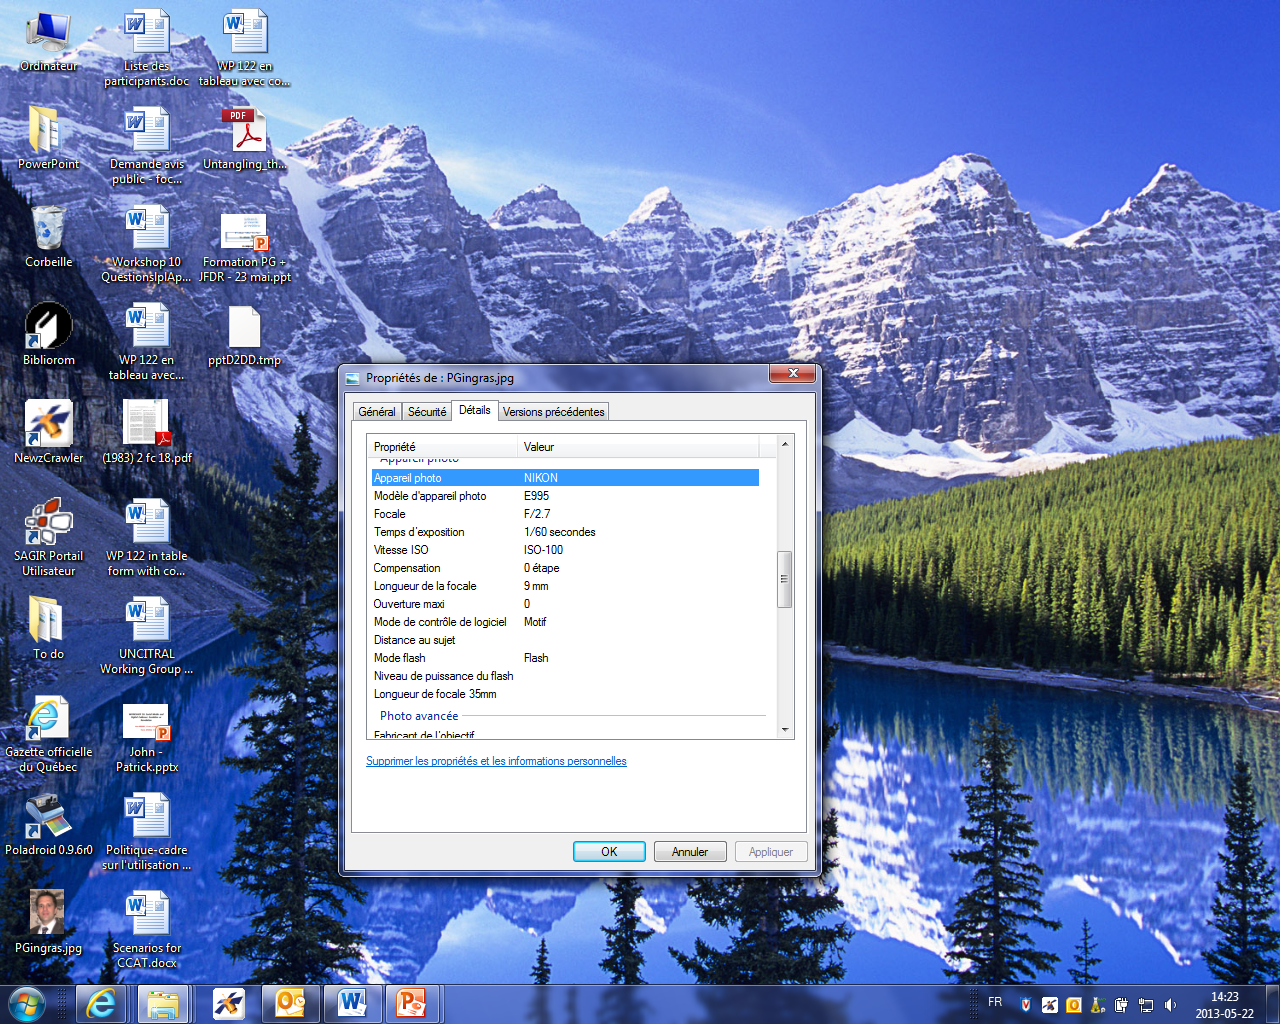 Ordinateur
Liste des
participants.doc
WP 122 en
tableau avec co...
PowerPoint
Demande avis
public - foc...
PDF
Untangling_th...
Corbeille
Workshop 10
QuestionsIplAp...
Formation PG +
JFDR - 23 mai.ppt
Bibliorom
WP 122 en
tableau avec...
pptD2DD.tmp
NewzCrawler
(1983) 2 fc 18.pdf
SAGIR Portail
Utilisateur
WP 122 in table
form with co...
To do
UNCITRAL
Working Group ...
Gazette officielle
du Québec
John -
Patrick.pptx
Poladroid 0.9.6r0
Politique-cadre
sur l'utilisation ...
PGingras.jpg
Scenarios for
CCAT.docx
Propriétés de : PGingras.jpg
Général Sécurité Détails Versions précédentes
Propriété Valeur
Appareil photo
Appareil photo NIKON
Modèle d'appareil photo E995
Focale F/2.7
Temps d'exposition 1/60 secondes
Vitesse ISO ISO-100
Compensation 0 étape
Longueur de la focale 9 mm
Ouverture maxi 0
Mode de contrôle de logiciel Motif
Distance au sujet
Mode flash Flash
Niveau de puissance du flash
Longueur de focale 35mm
Photo avancée
Fabricant de l'objectif
Supprimer les propriétés et les informations personnelles
OK Annuler Appliquer
FR
14:23
2013-05-22